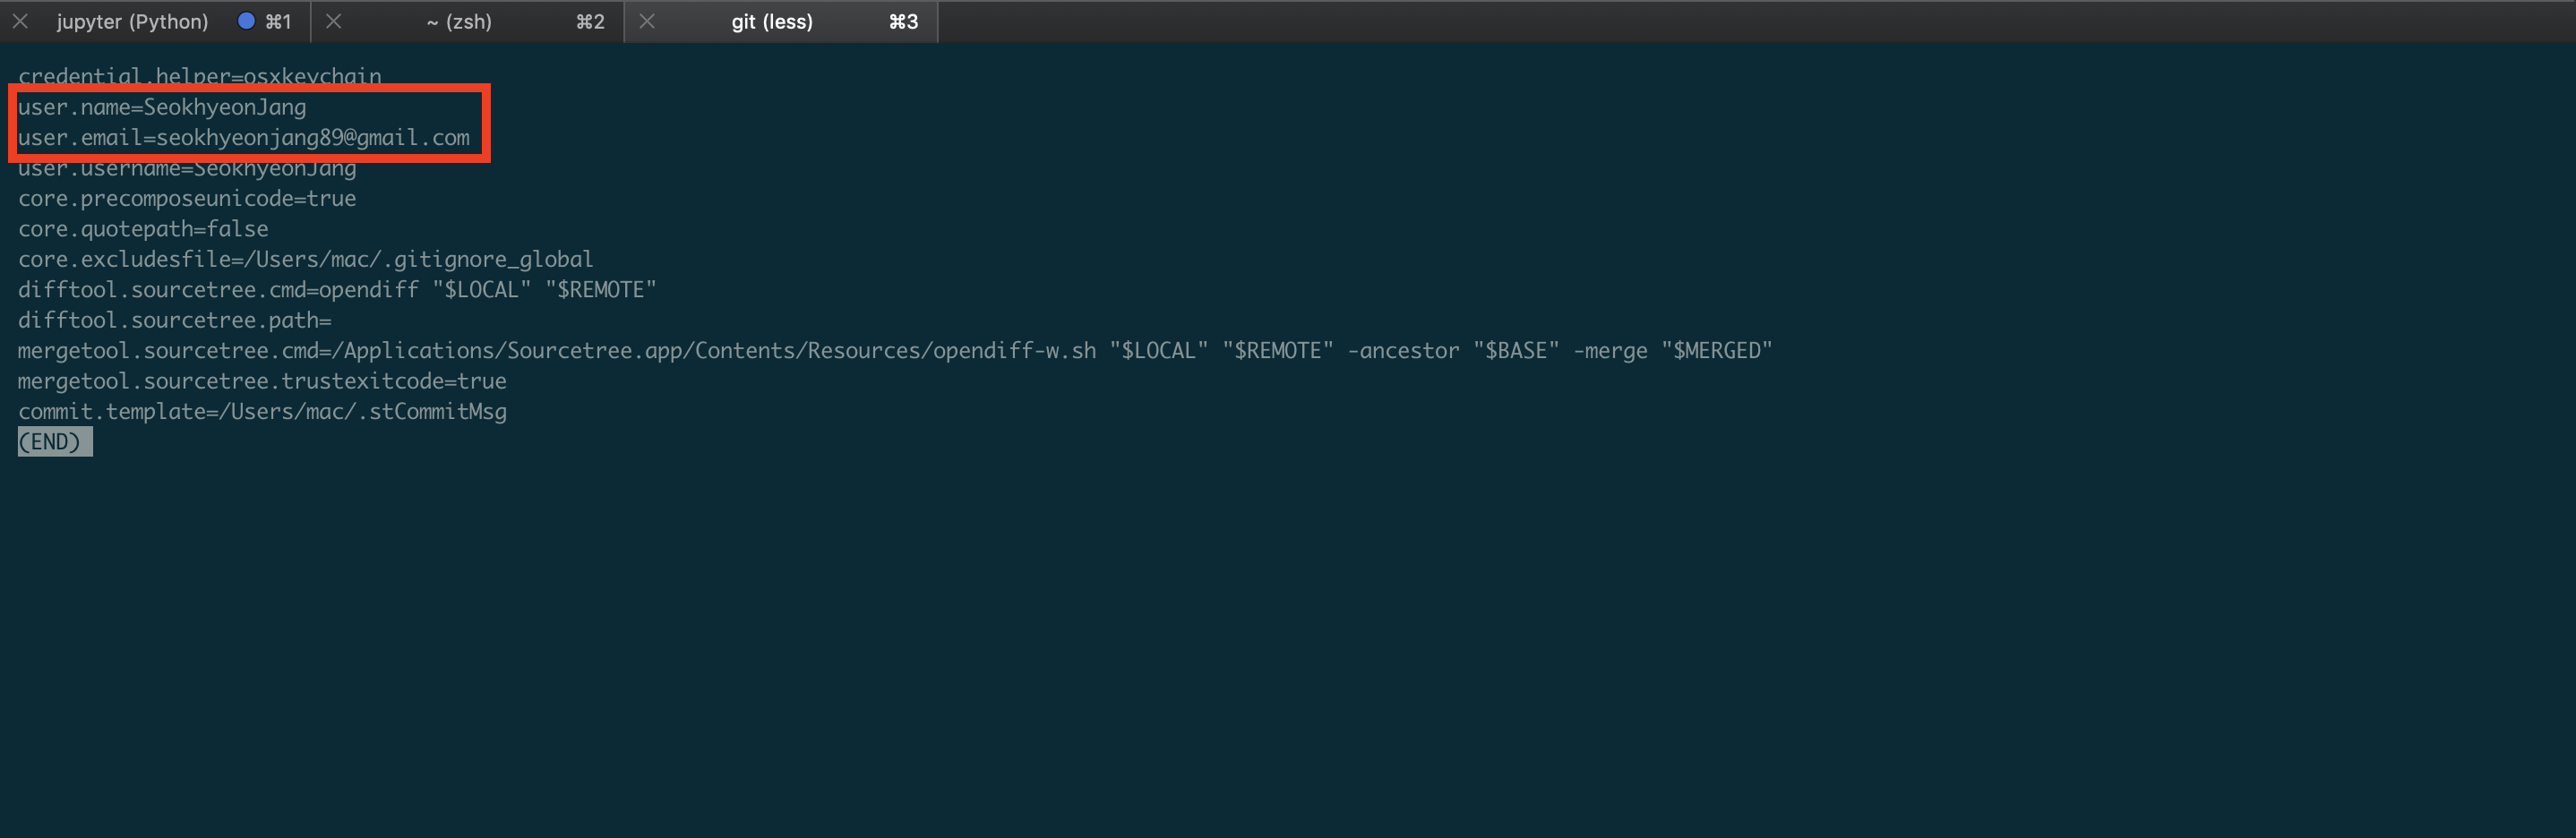 jupyter (Python) ⌘1 ~ (zsh) ⌘2 git (less) ⌘3
credential.helper=osxkeychain
user.name=SeokhyeonJang
user.email=seokhyeonjang89@gmail.com
user.username=SeokhyeonJang
core.precomposeunicode=true
core.quotepath=false
core.excludesfile=/Users/mac/.gitignore_global
difftool.sourcetree.cmd=opendiff "$LOCAL" "$REMOTE"
difftool.sourcetree.path=
mergetool.sourcetree.cmd=/Applications/Sourcetree.app/Contents/Resources/opendiff-w.sh "$LOCAL" "$REMOTE" -ancestor "$BASE" -merge "$MERGED"
mergetool.sourcetree.trustexitcode=true
commit.template=/Users/mac/.stCommitMsg
(END)